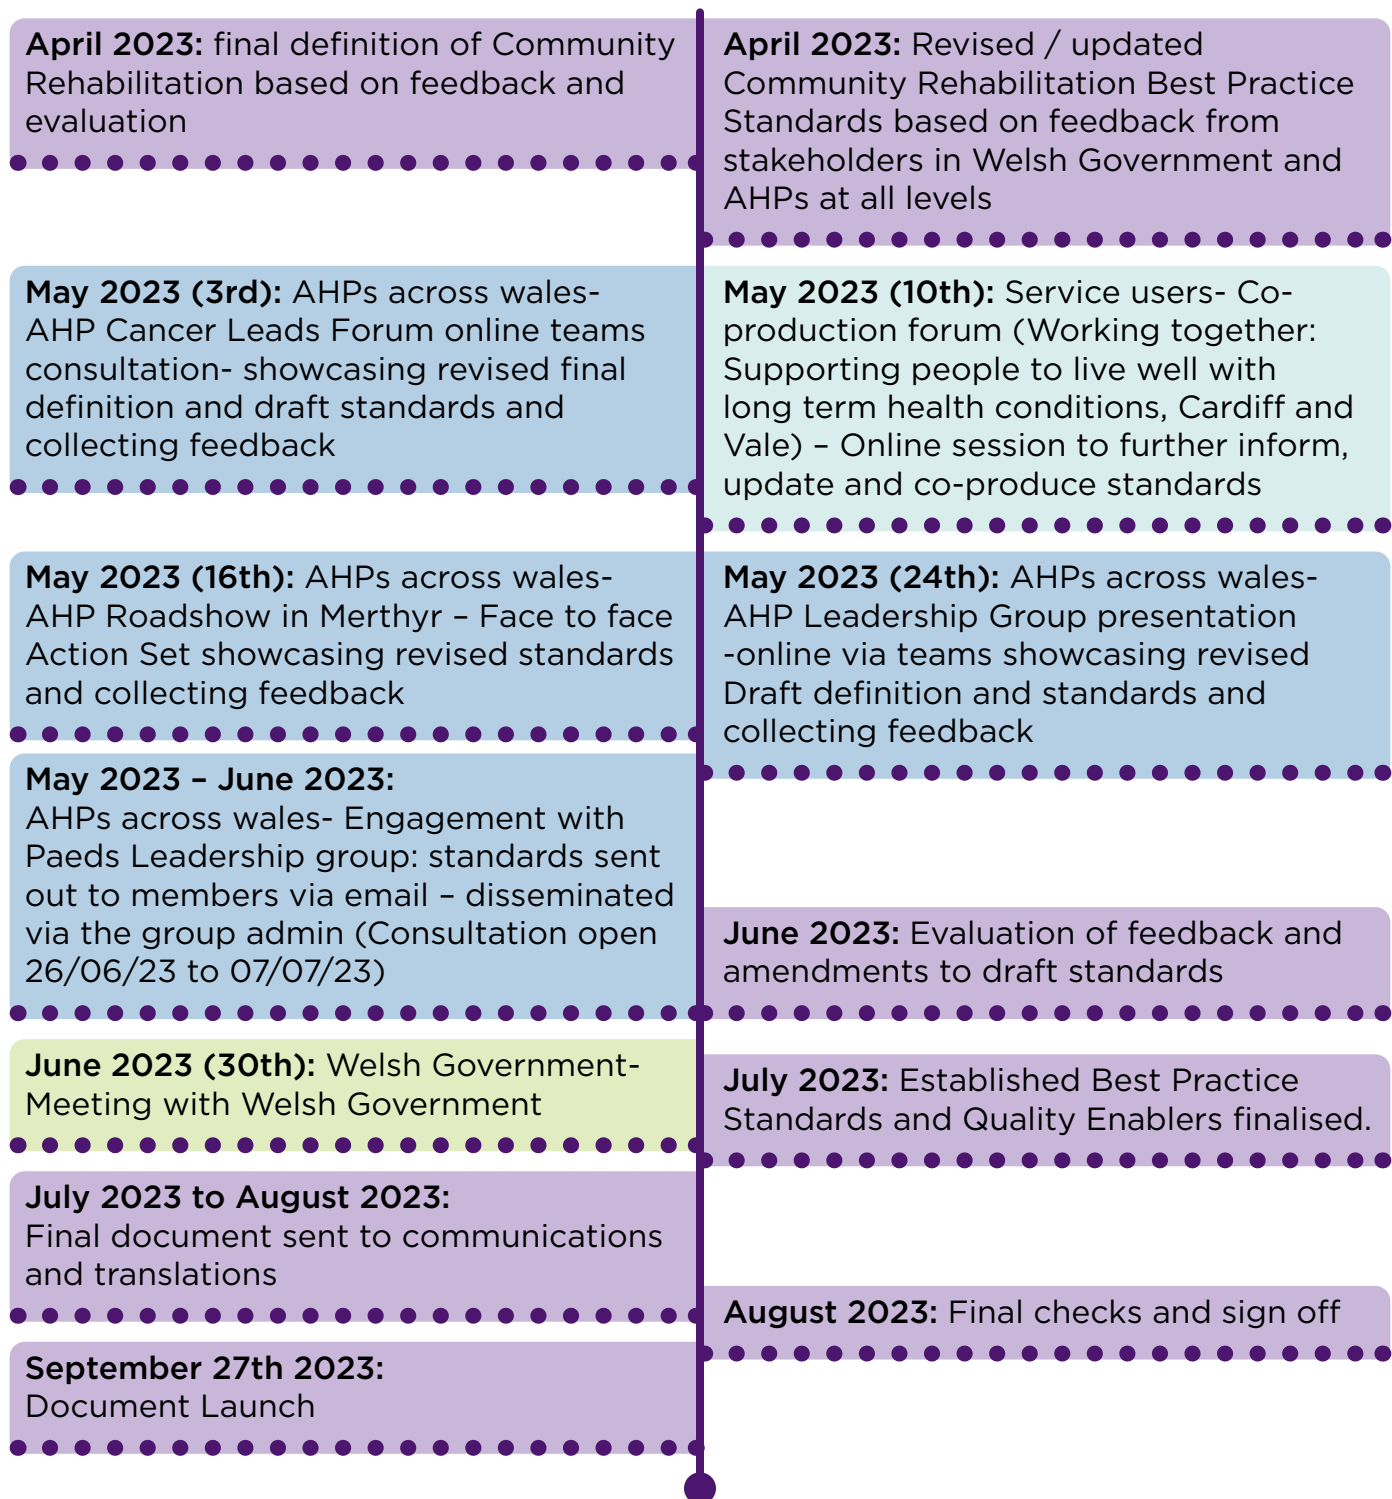 April 2023: final definition of Community
Rehabilitation based on feedback and
evaluation
April 2023: Revised / updated
Community Rehabilitation Best Practice
Standards based on feedback from
stakeholders in Welsh Government and
AHPs at all levels
May 2023 (3rd): AHPs across wales-
AHP Cancer Leads Forum online teams
consultation- showcasing revised final
definition and draft standards and
collecting feedback
May 2023 (10th): Service users- Co-
production forum (Working together:
Supporting people to live well with
long term health conditions, Cardiff and
Vale) – Online session to further inform,
update and co-produce standards
May 2023 (16th): AHPs across wales-
AHP Roadshow in Merthyr – Face to face
Action Set showcasing revised standards
and collecting feedback
May 2023 (24th): AHPs across wales-
AHP Leadership Group presentation
-online via teams showcasing revised
Draft definition and standards and
collecting feedback
May 2023 – June 2023:
AHPs across wales- Engagement with
Paeds Leadership group: standards sent
out to members via email – disseminated
via the group admin (Consultation open
26/06/23 to 07/07/23)
June 2023: Evaluation of feedback and
amendments to draft standards
June 2023 (30th): Welsh Government-
Meeting with Welsh Government
July 2023: Established Best Practice
Standards and Quality Enablers finalised.
July 2023 to August 2023:
Final document sent to communications
and translations
August 2023: Final checks and sign off
September 27th 2023:
Document Launch